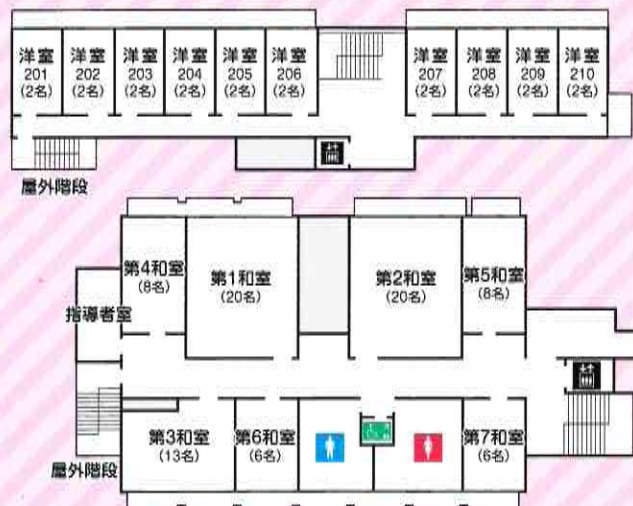 洋室
201
(2名)
洋室
202
(2名)
洋室
203
(2名)
洋室
204
(2名)
洋室
205
(2名)
洋室
206
(2名)
洋室
207
(2名)
洋室
208
(2名)
洋室
209
(2名)
洋室
210
(2名)
屋外階段
第4和室
(8名)
第1和室
(20名)
第2和室
(20名)
第5和室
(8名)
指導者室
第3和室
(13名)
第6和室
(6名)
第7和室
(6名)
屋外階段